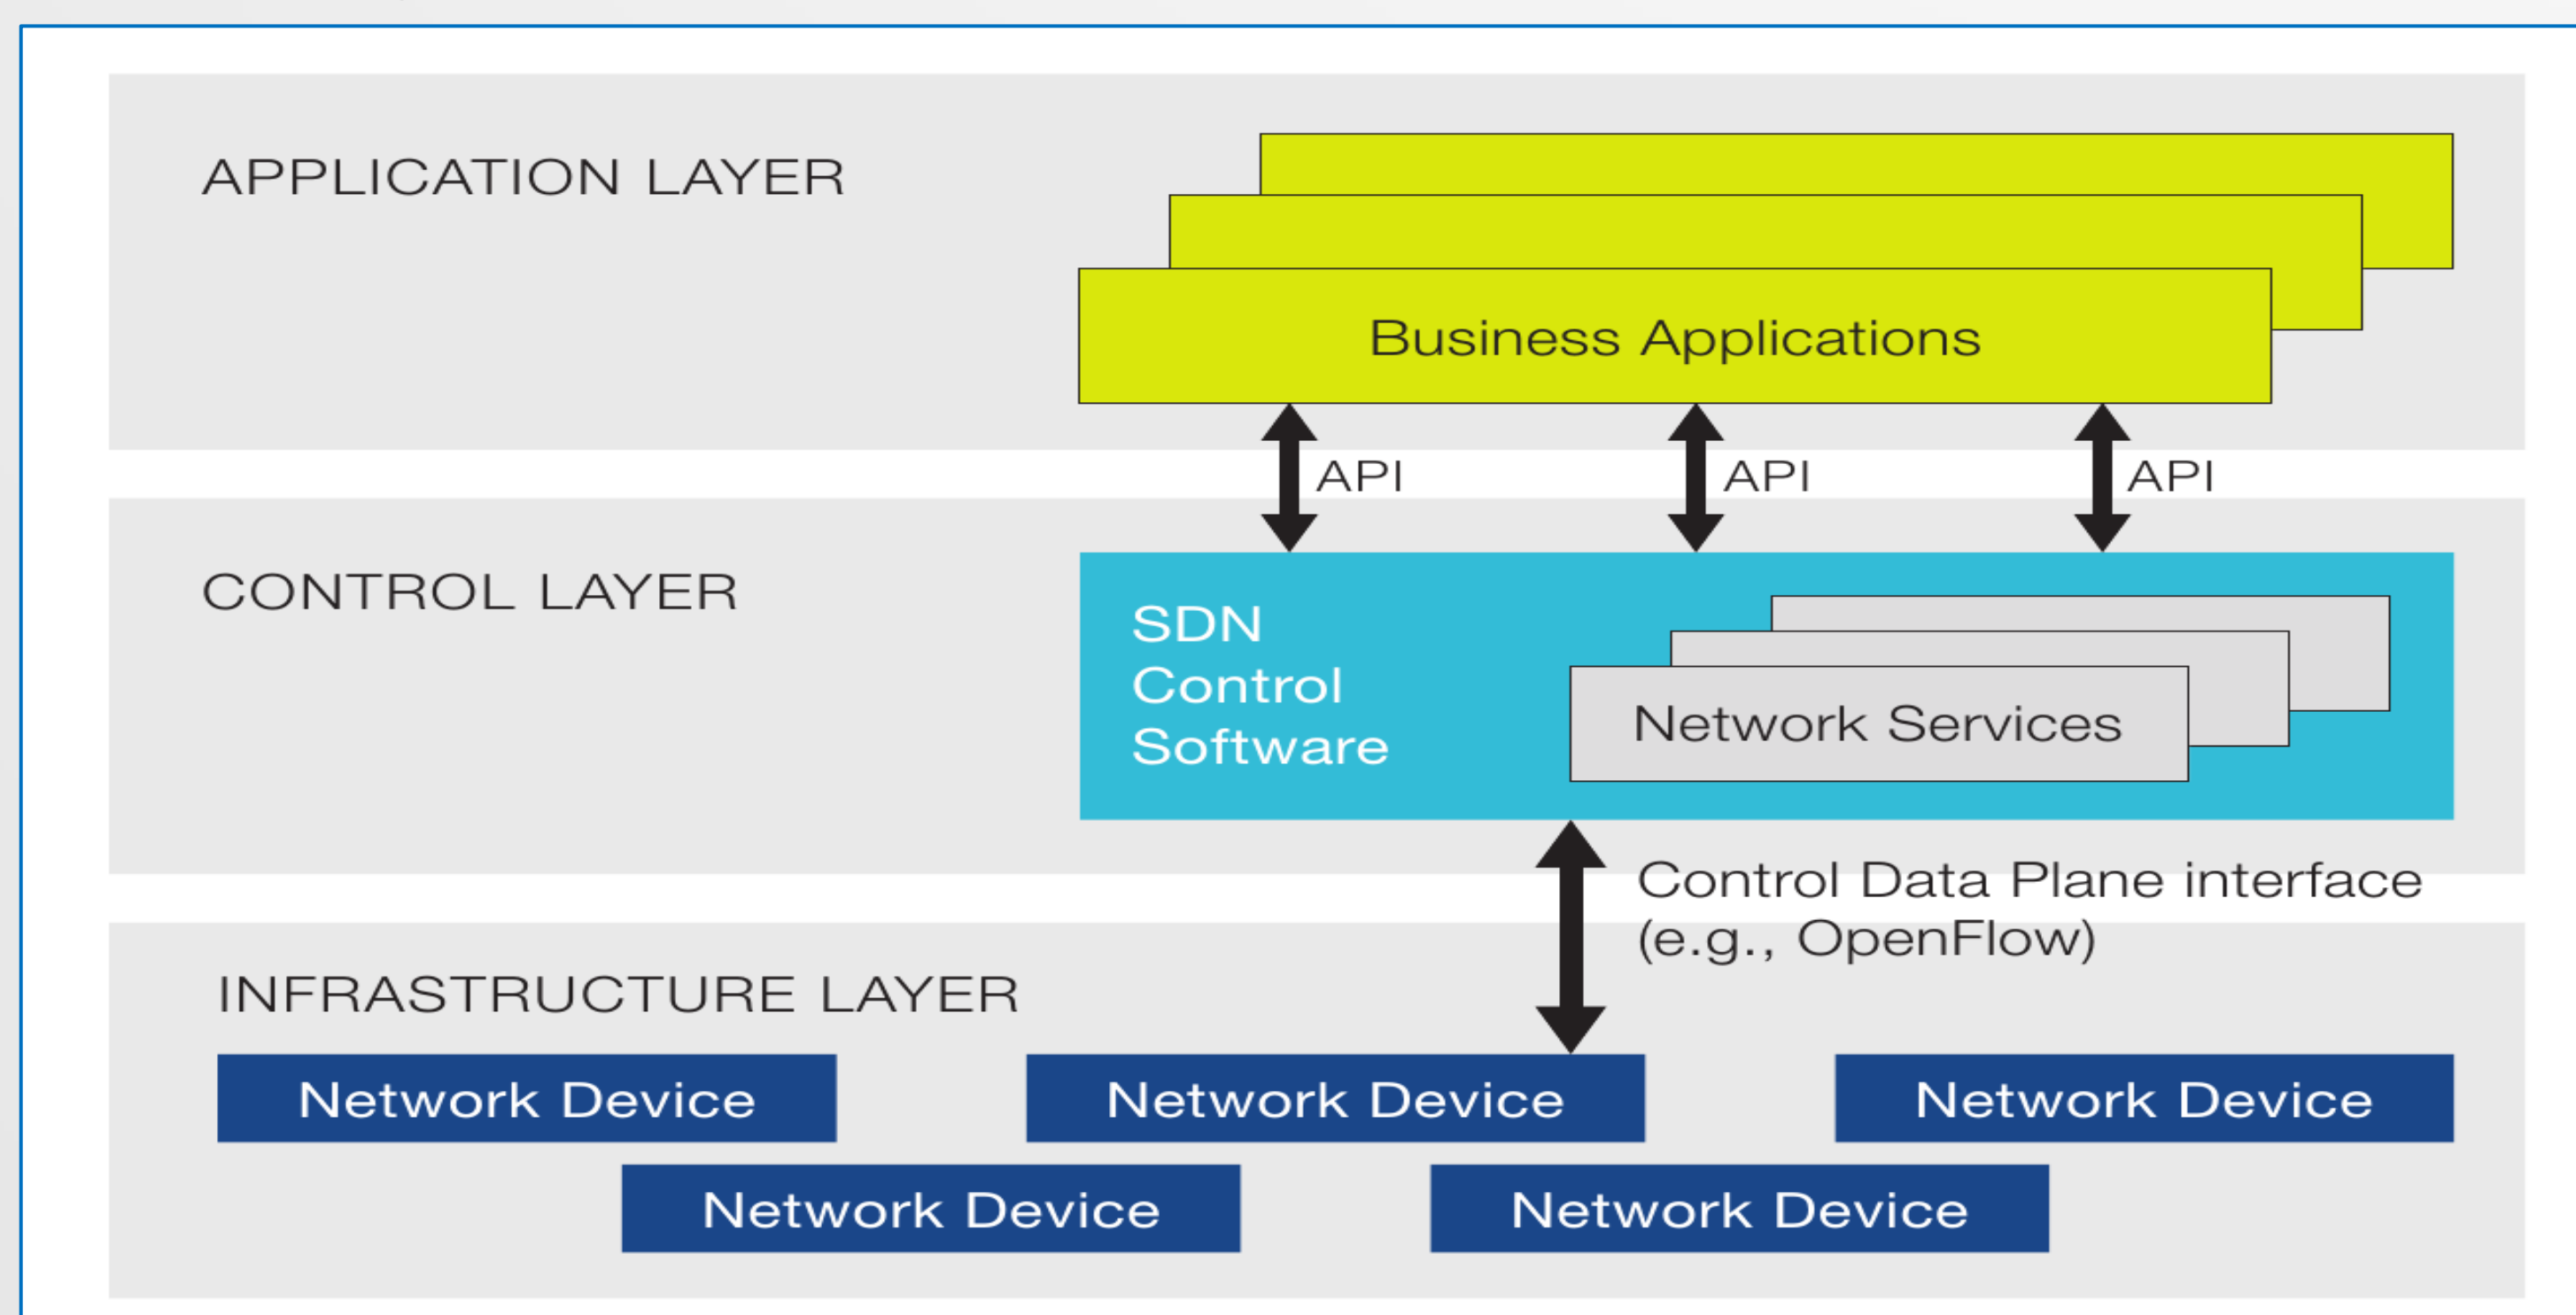 APPLICATION LAYER
Business Applications
API
API
API
CONTROL LAYER
SDN
Control
Software
Network Services
Control Data Plane interface
(e.g., OpenFlow)
INFRASTRUCTURE LAYER
Network Device
Network Device
Network Device
Network Device
Network Device